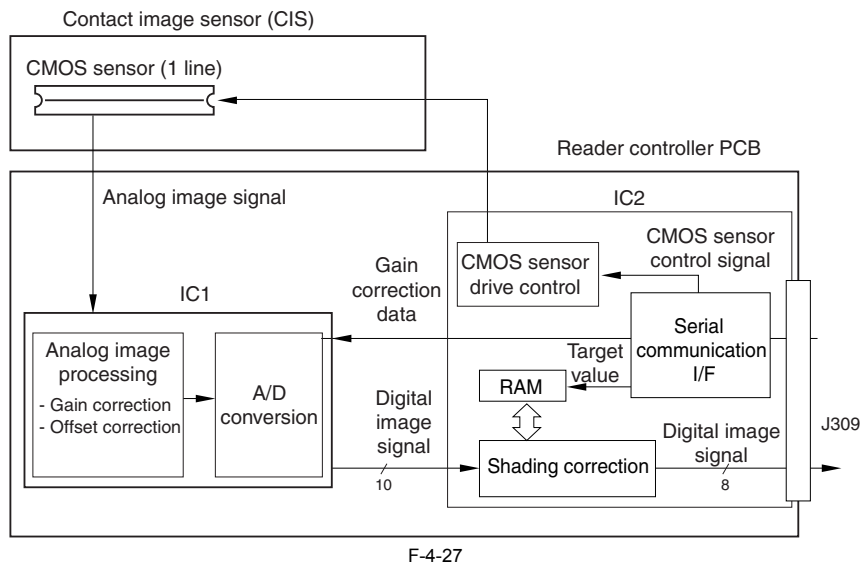 Contact image sensor (CIS)
CMOS sensor (1 line)
Reader controller PCB
Analog image signal
IC2
CMOS sensor
control signal
CMOS sensor
drive control
Gain
correction
data
IC1
Analog image
processing
- Gain correction
- Offset correction
A/D
conversion
Serial
communication
I/F
Target
value
RAM
Digital
image
signal
10
Shading correction
Digital image
signal
8
J309
F-4-27